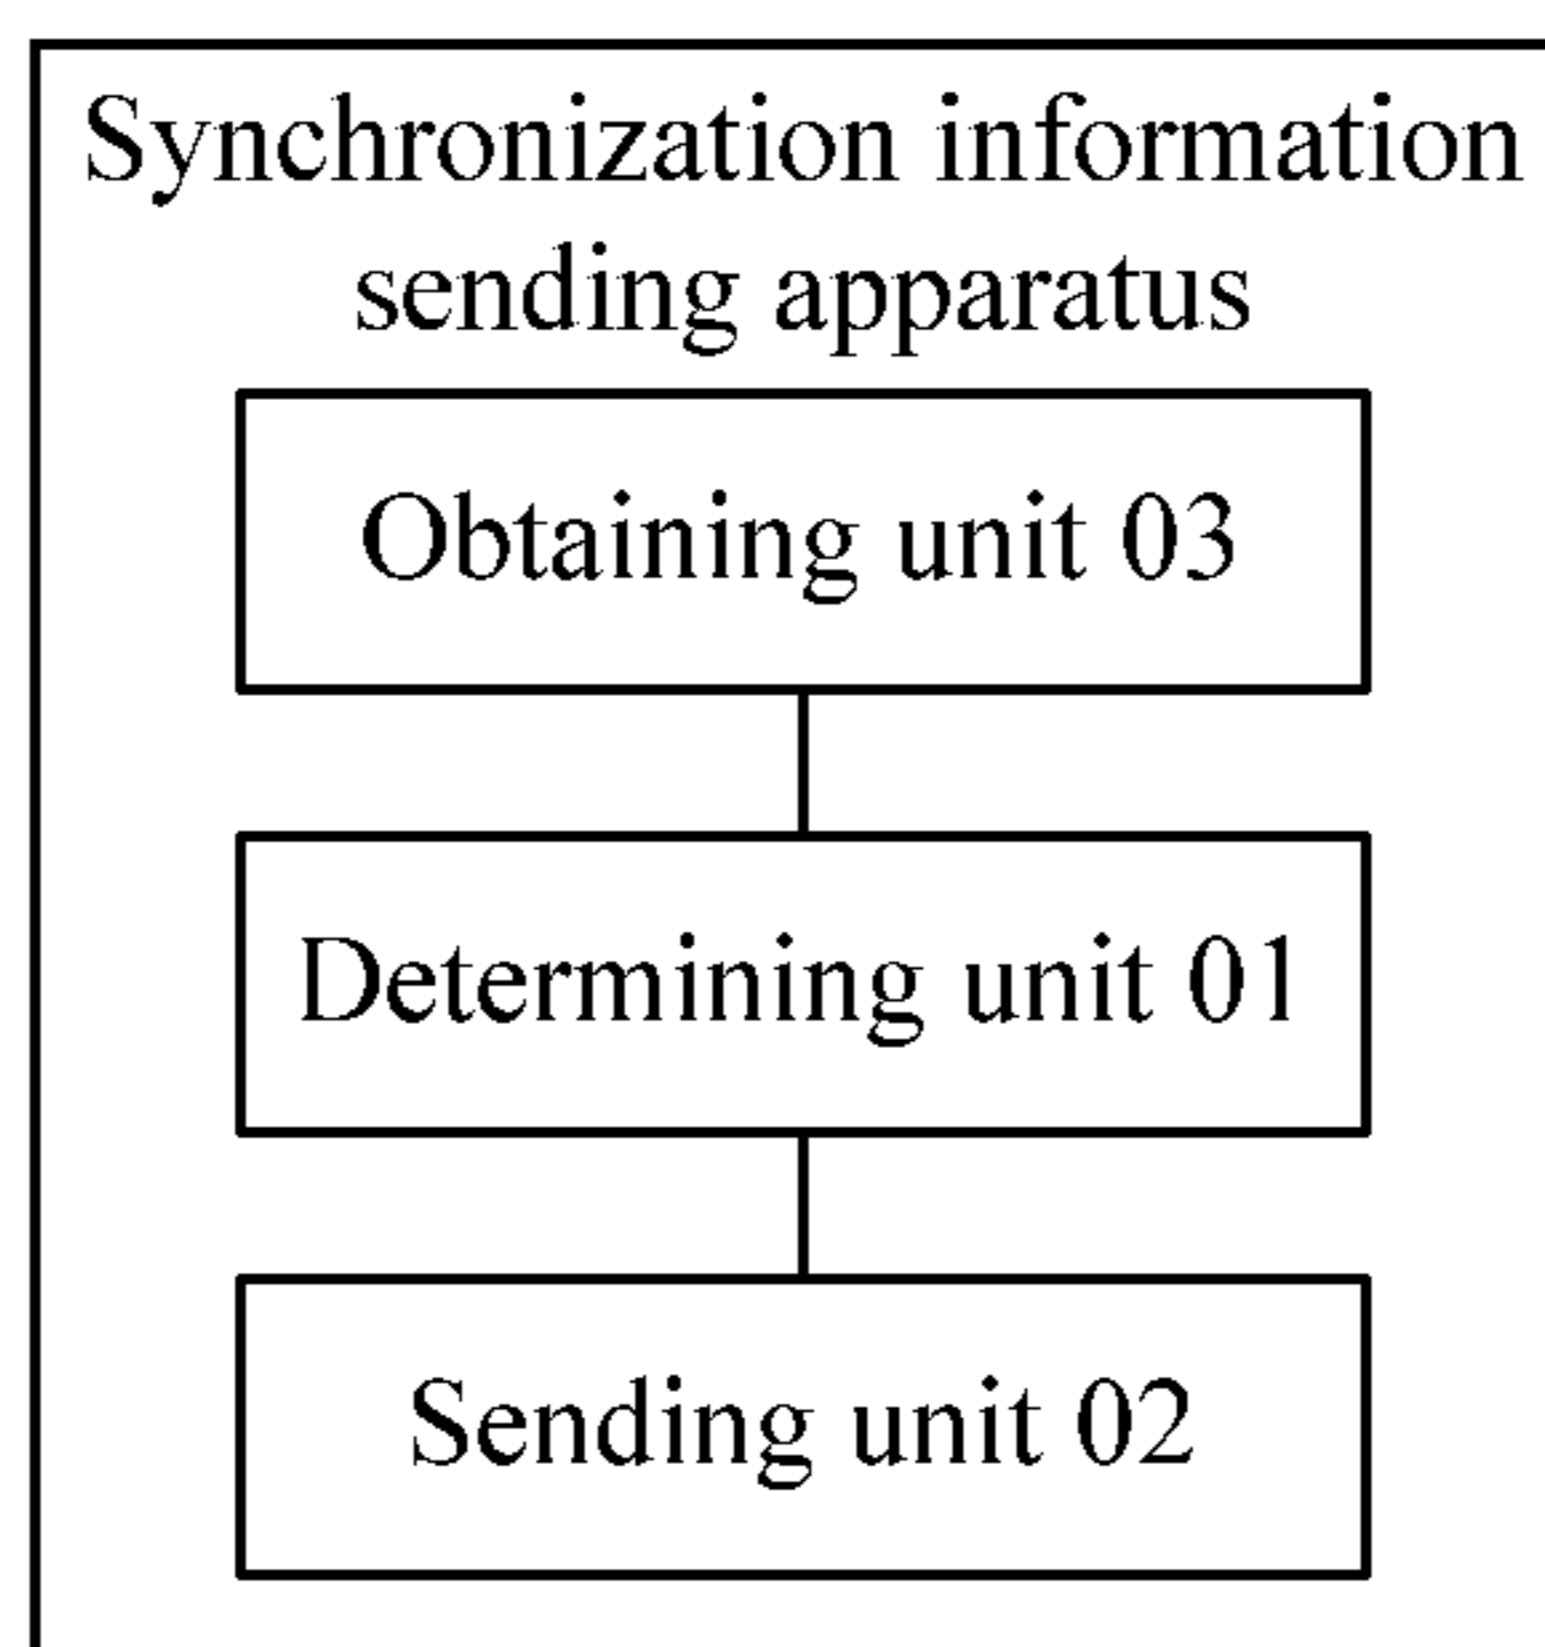 Synchronization information
sending apparatus
Obtaining unit 03
Determining unit 01
Sending unit 02